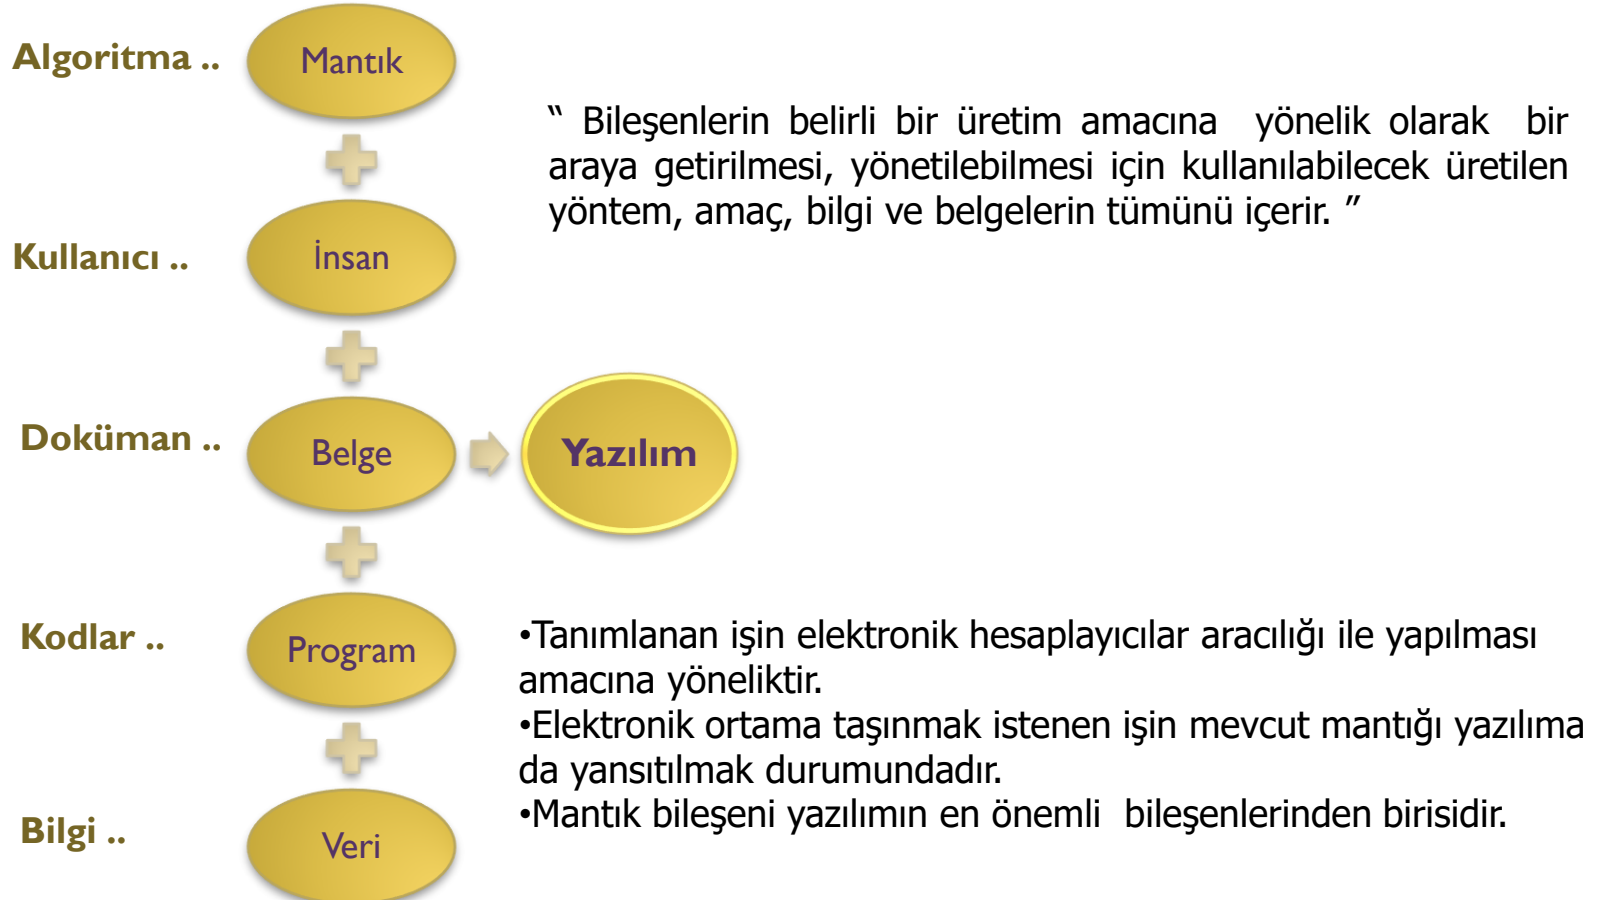 Algoritma ..
Mantık
“ Bileşenlerin belirli bir üretim amacına yönelik olarak bir
araya getirilmesi, yönetilebilmesi için kullanılabilecek üretilen
yöntem, amaç, bilgi ve belgelerin tümünü içerir. ”
Kullanıcı ..
İnsan
Doküman ..
Belge
Yazılım
Kodlar ..
Program
•Tanımlanan işin elektronik hesaplayıcılar aracılığı ile yapılması
amacına yöneliktir.
•Elektronik ortama taşınmak istenen işin mevcut mantığı yazılıma
da yansıtılmak durumundadır.
•Mantık bileşeni yazılımın en önemli bileşenlerinden birisidir.
Bilgi ..
Veri